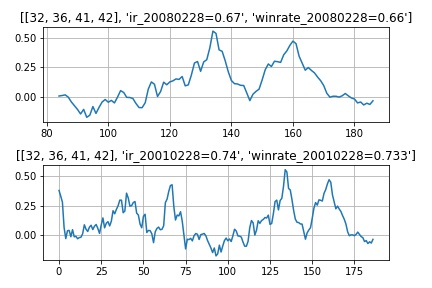 [[32, 36, 41, 42], 'ir_20080228=0.67', 'winrate_20080228=0.66']
0.50
0.25
0.00
80 100 120 140 160 180
[[32, 36, 41, 42], 'ir_20010228=0.74', 'winrate_20010228=0.733']
0.50
0.25
0.00
0 25 50 75 100 125 150 175